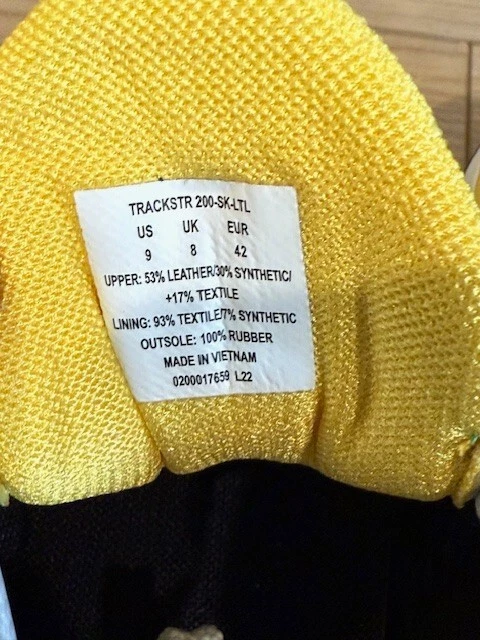 TRACKSTR 200-SK-LTL
US UK EUR
9 8 42
UPPER: 53% LEATHER/30% SYNTHETIC/
+17% TEXTILE
LINING: 93% TEXTILE/7% SYNTHETIC
OUTSOLE: 100% RUBBER
MADE IN VIETNAM
0200017659 L22